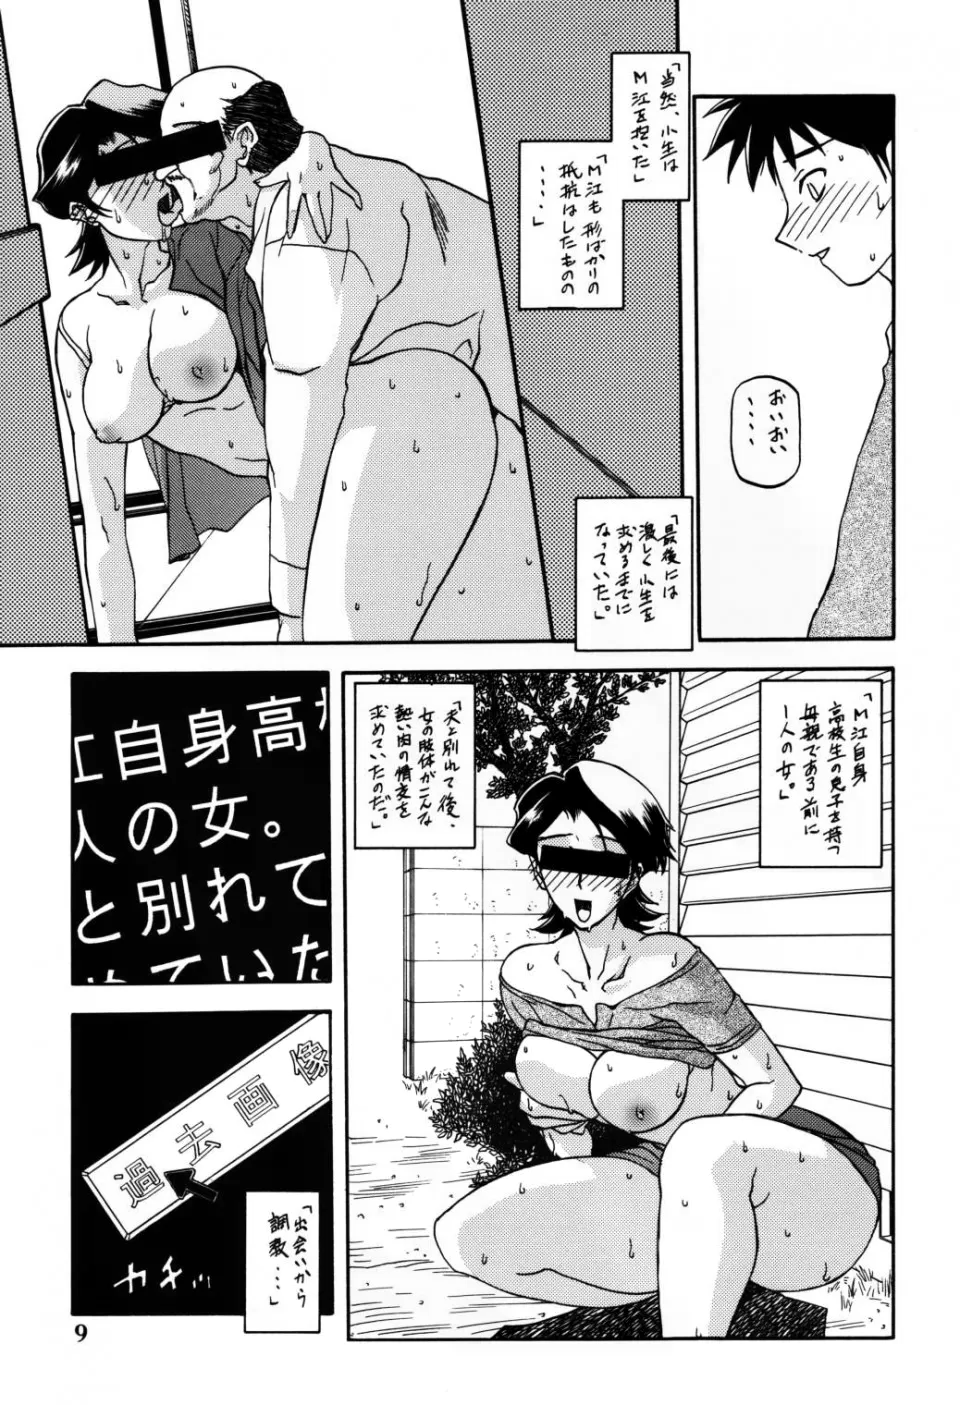 「当然、小生は
M江を抱いた」
「M江も形ばかりの
抵抗はしたものの
・・・・」
おいおい
・・・・
「最後には
激しく小生を
求めるまでに
なっていた。」
「M江自身
高校生の息子を持つ
母親である前に
1人の女。」
「夫と別れて後、
女の肢体がこんな
熱い肉の情交を
求めていたのだ。」
江自身高
人の女。
と別れて
めていた
過去画像
カチッ
「出会いから
調教・・・」
9